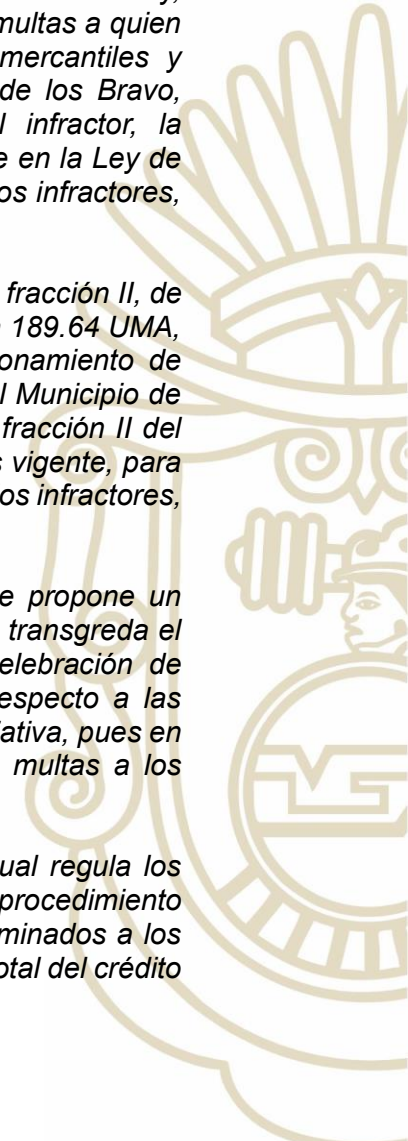 multas a quien
mercantiles y
de los Bravo,
infractor, la
e en la Ley de
os infractores,
fracción II, de
189.64 UMA,
onamiento de
l Municipio de
fracción II del
s vigente, para
os infractores,
e propone un
transgreda el
elebración de
especto a las
ativa, pues en
multas a los
ual regula los
procedimiento
minados a los
otal del crédito